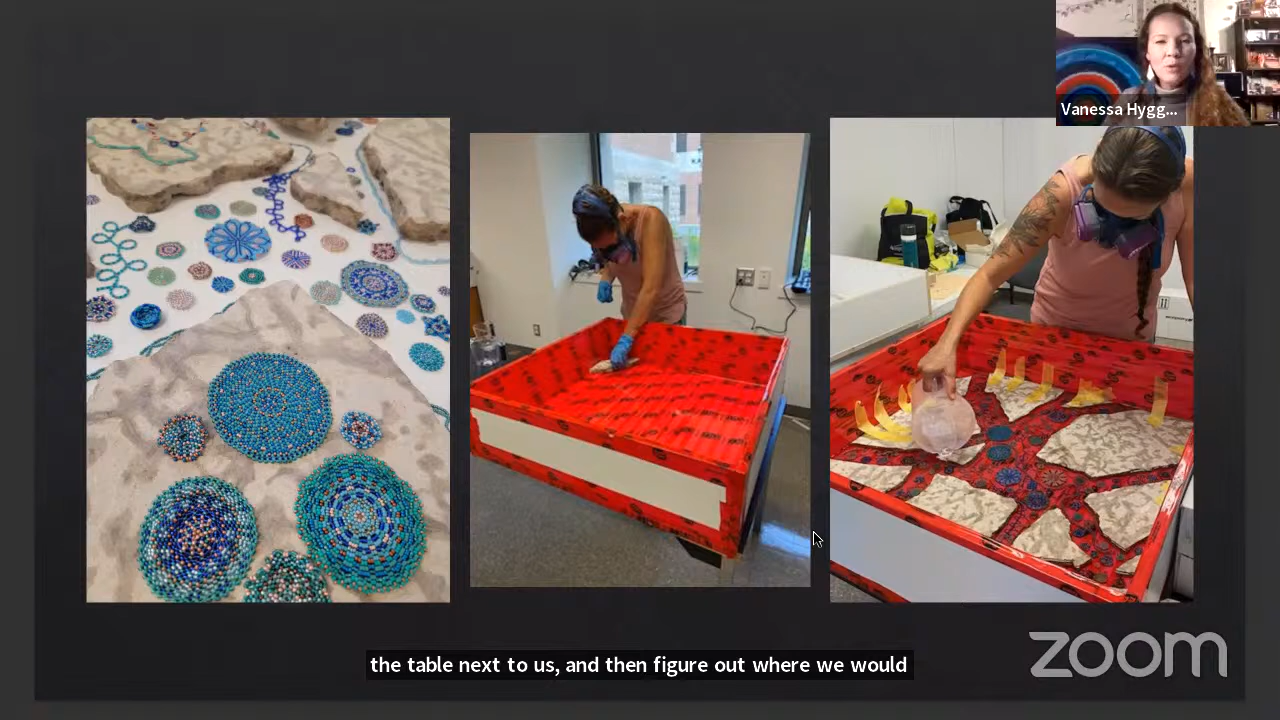 Vanessa Hygg...
the table next to us, and then figure out where we would
zoom